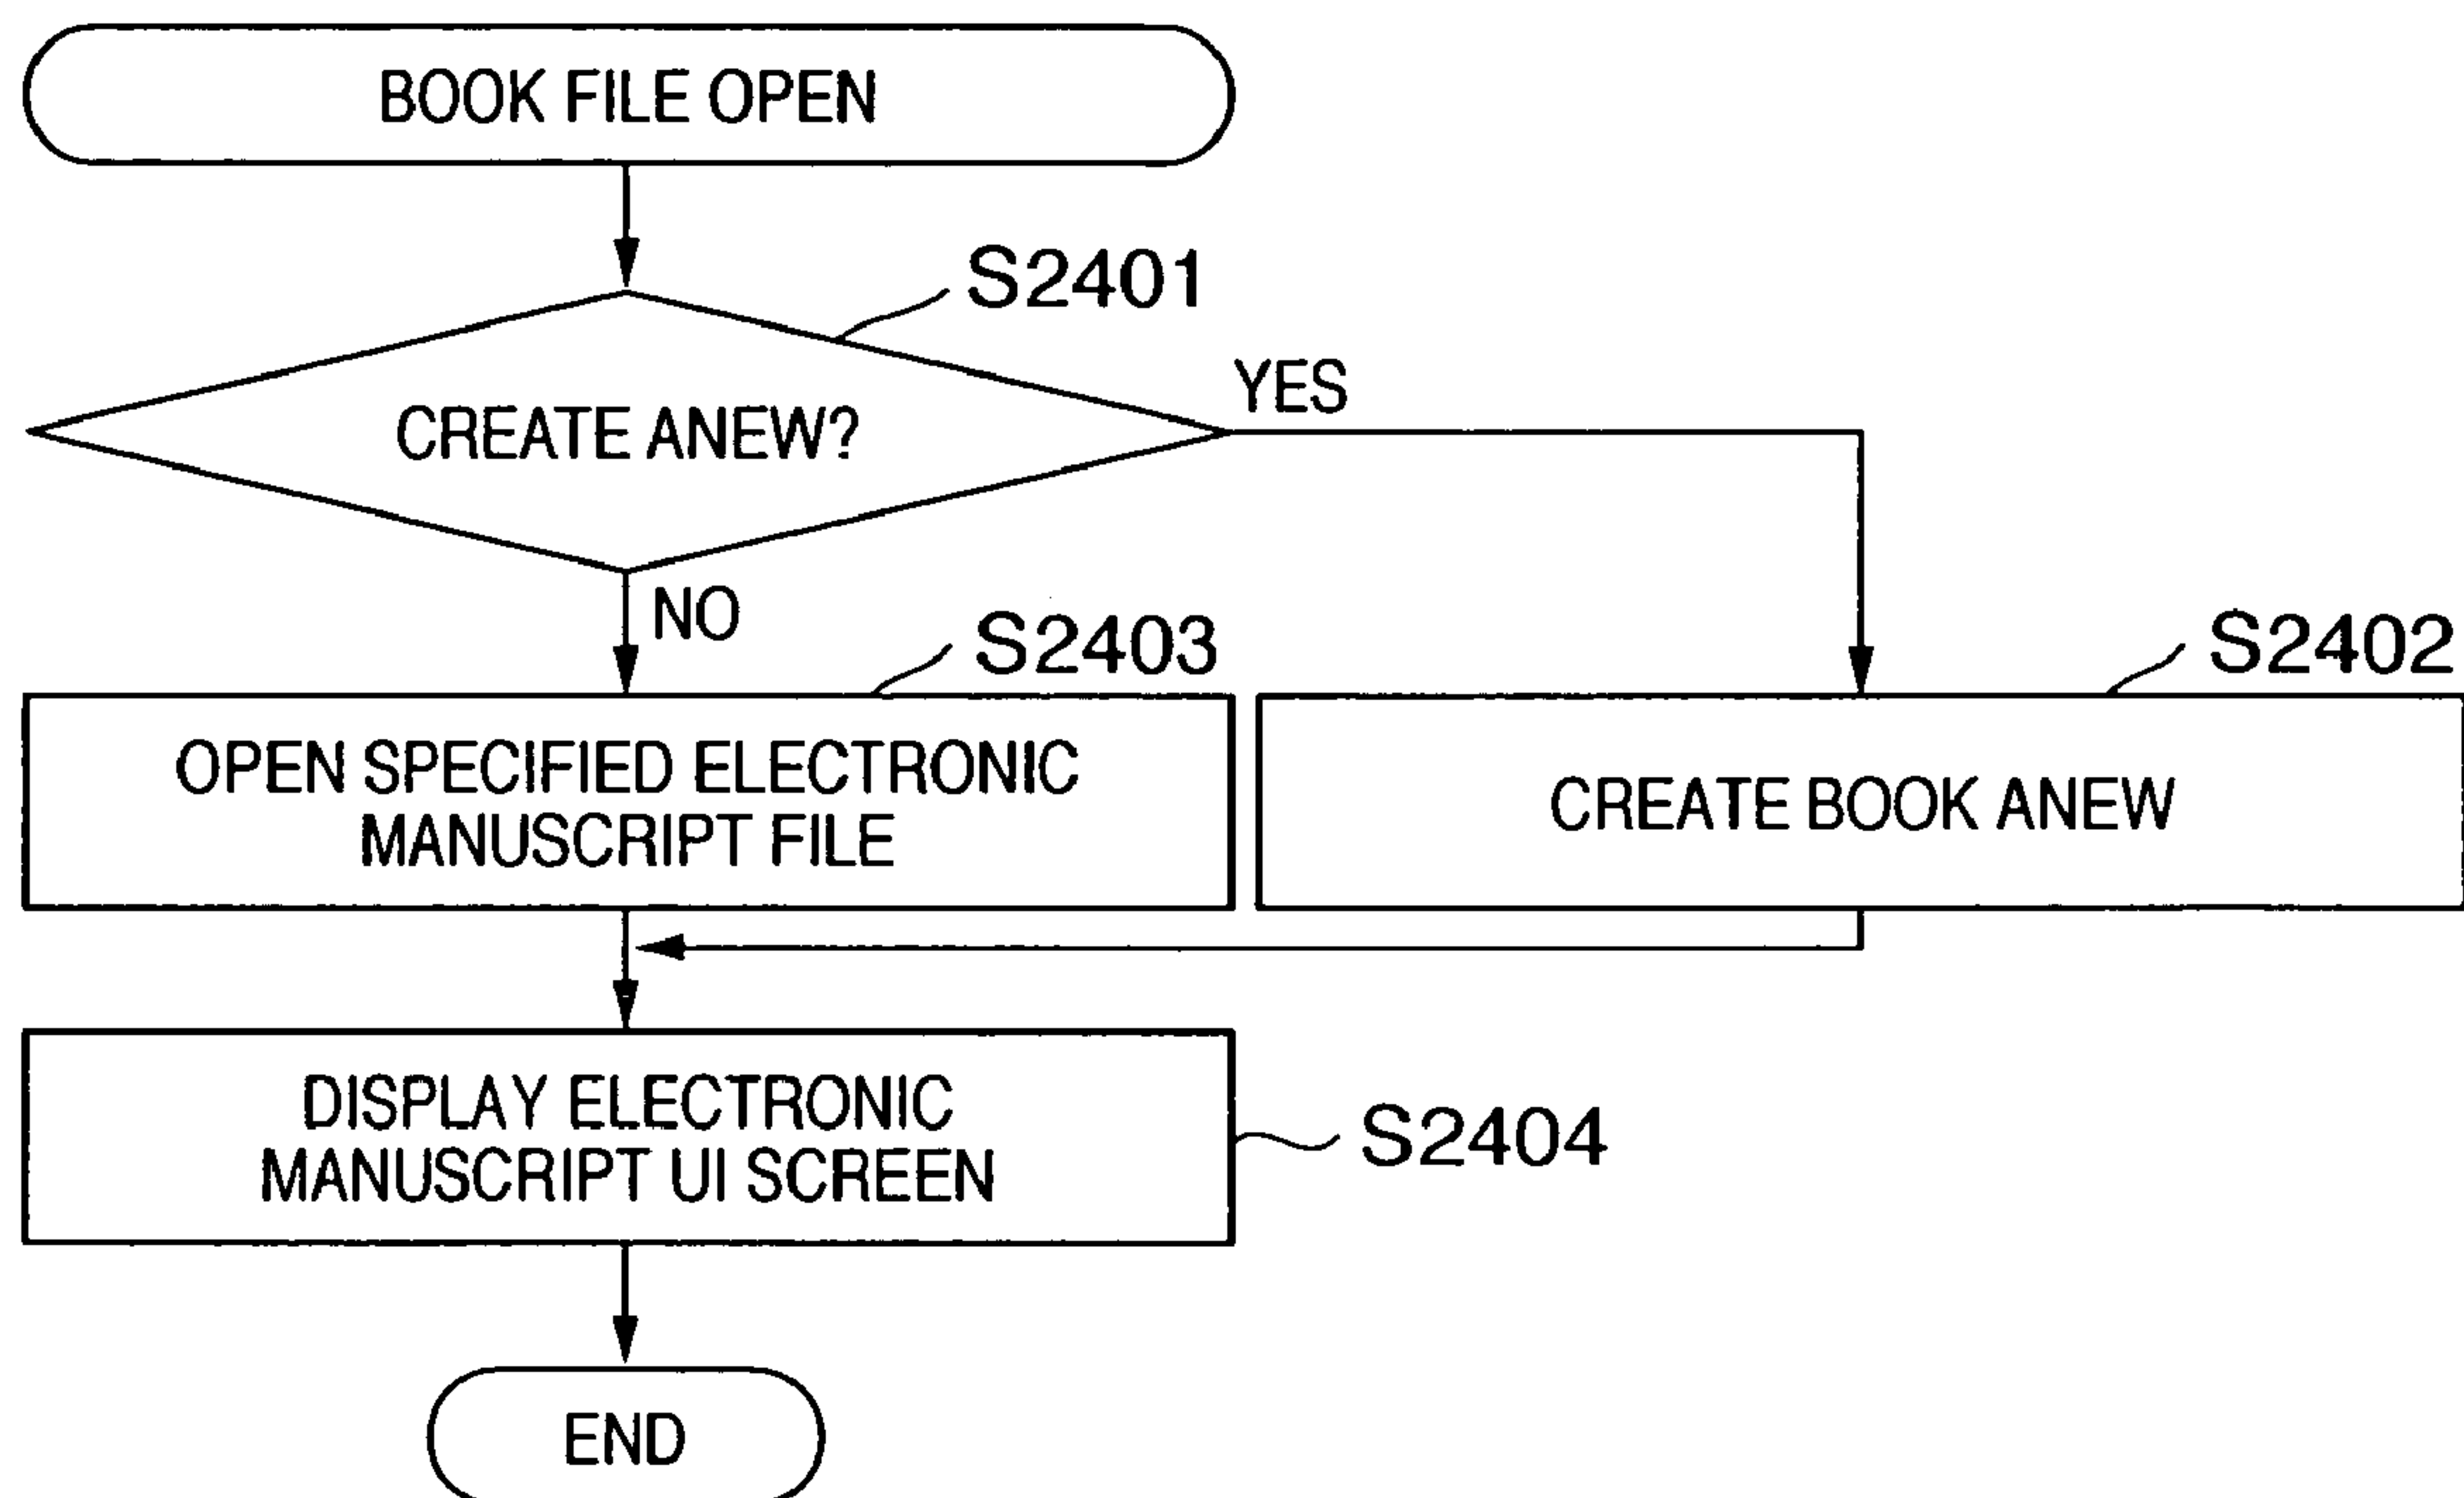 BOOK FILE OPEN
S2401
CREATE ANEW?
YES
NO
S2403
S2402
OPEN SPECIFIED ELECTRONIC
MANUSCRIPT FILE
CREATE BOOK ANEW
DISPLAY ELECTRONIC
MANUSCRIPT UI SCREEN
S2404
END